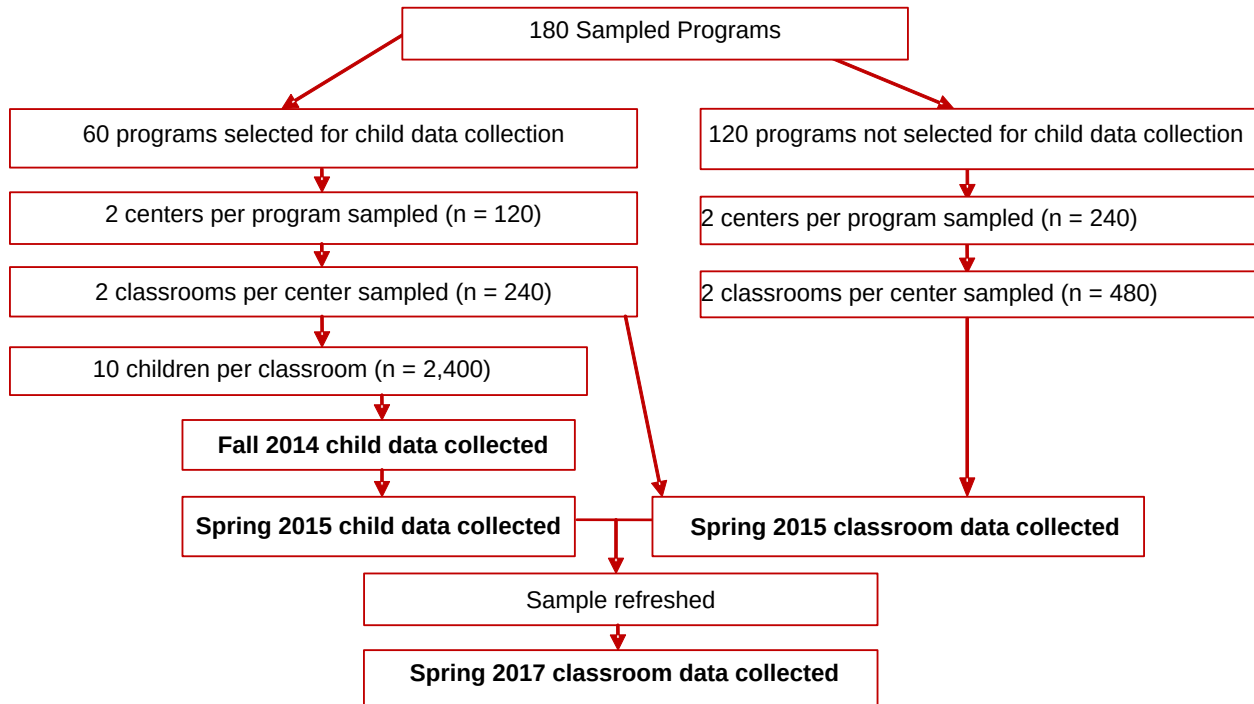 180 Sampled Programs
60 programs selected for child data collection
120 programs not selected for child data collection
2 centers per program sampled (n = 120)
2 centers per program sampled (n = 240)
2 classrooms per center sampled (n = 240)
2 classrooms per center sampled (n = 480)
10 children per classroom (n = 2,400)
Fall 2014 child data collected
Spring 2015 child data collected
Spring 2015 classroom data collected
Sample refreshed
Spring 2017 classroom data collected